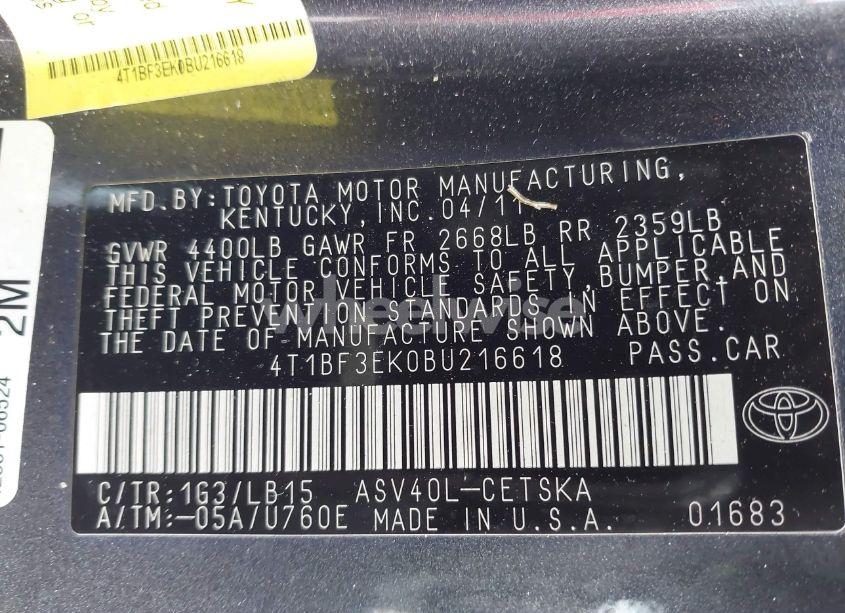 4T1BF3EK0BU216618
2M
MFD.BY:TOYOTA MOTOR MANUFACTURING,
KENTUCKY,INC.04/11
GVWR 4400LB GAWR FR 2668LB RR 2359LB
THIS VEHICLE CONFORMS TO ALL APPLICABLE
FEDERAL MOTOR VEHICLE SAFETY,BUMPER,AND
THEFT PREVENTION STANDARDS IN EFFECT ON
THE DATE OF MANUFACTURE SHOWN ABOVE.
4T1BF3EK0BU216618 PASS.CAR
wheelwise
C/TR:1G3/LB15 ASV40L-CETSKA
A/TM:-05A/U760E MADE IN U.S.A. 01683